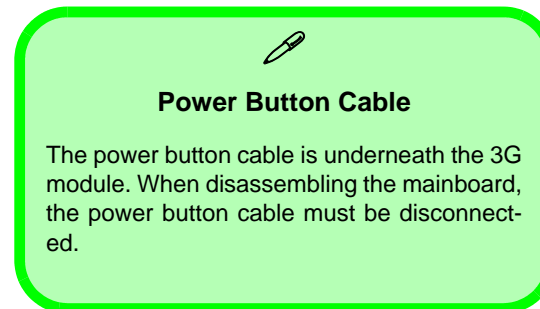 Power Button Cable
The power button cable is underneath the 3G
module. When disassembling the mainboard,
the power button cable must be disconnect-
ed.